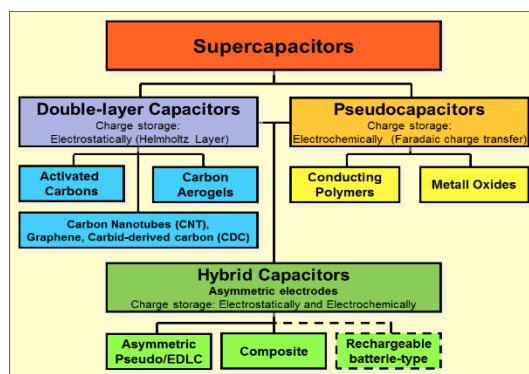 Supercapacitors
Double-layer Capacitors
Charge storage:
Electrostatically (Helmholtz Layer)
Pseudocapacitors
Charge storage:
Electrochemically (Faradaic charge transfer)
Activated
Carbons
Carbon
Aerogels
Conducting
Polymers
Metall Oxides
Carbon Nanotubes (CNT),
Graphene, Carbid-derived carbon (CDC)
Hybrid Capacitors
Asymmetric electrodes
Charge storage: Electrostatically and Electrochemically
Asymmetric
Pseudo/EDLC
Composite
Rechargeable
batterie-type